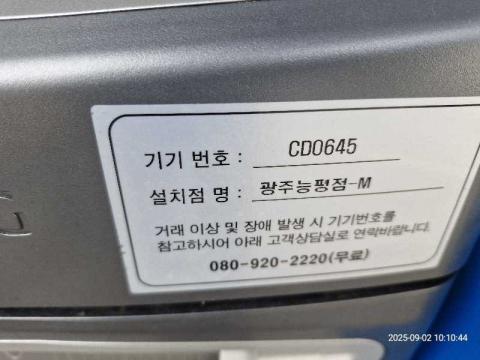 기기 번호 : CD0645
설치점 명 : 광주능평점-M
거래 이상 및 장애 발생 시 기기번호를
참고하시어 아래 고객상담실로 연락바랍니다.
080-920-2220(무료)
2025-09-02 10:10:44